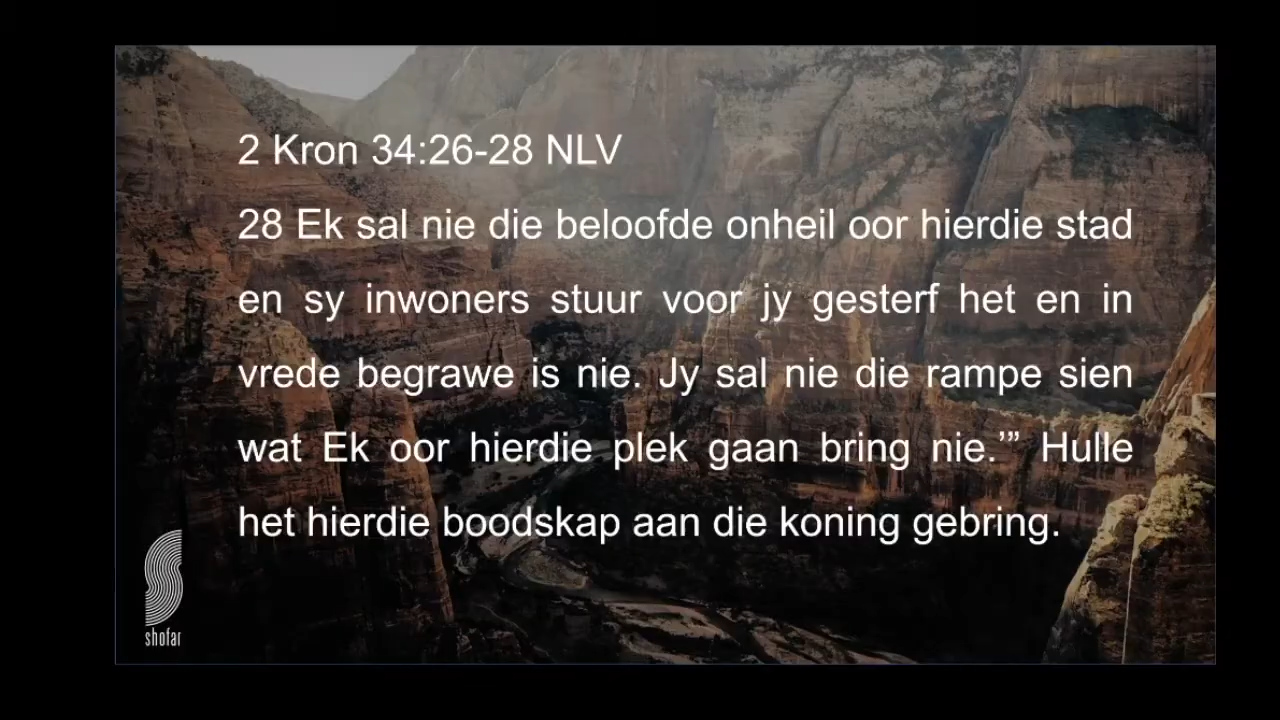 2 Kron 34:26-28 NLV
28 Ek sal nie die beloofde onheil oor hierdie stad
en sy inwoners stuur voor jy gesterf het en in
vrede begrawe is nie. Jy sal nie die rampe sien
wat Ek oor hierdie plek gaan bring nie.’” Hulle
het hierdie boodskap aan die koning gebring.
shofar